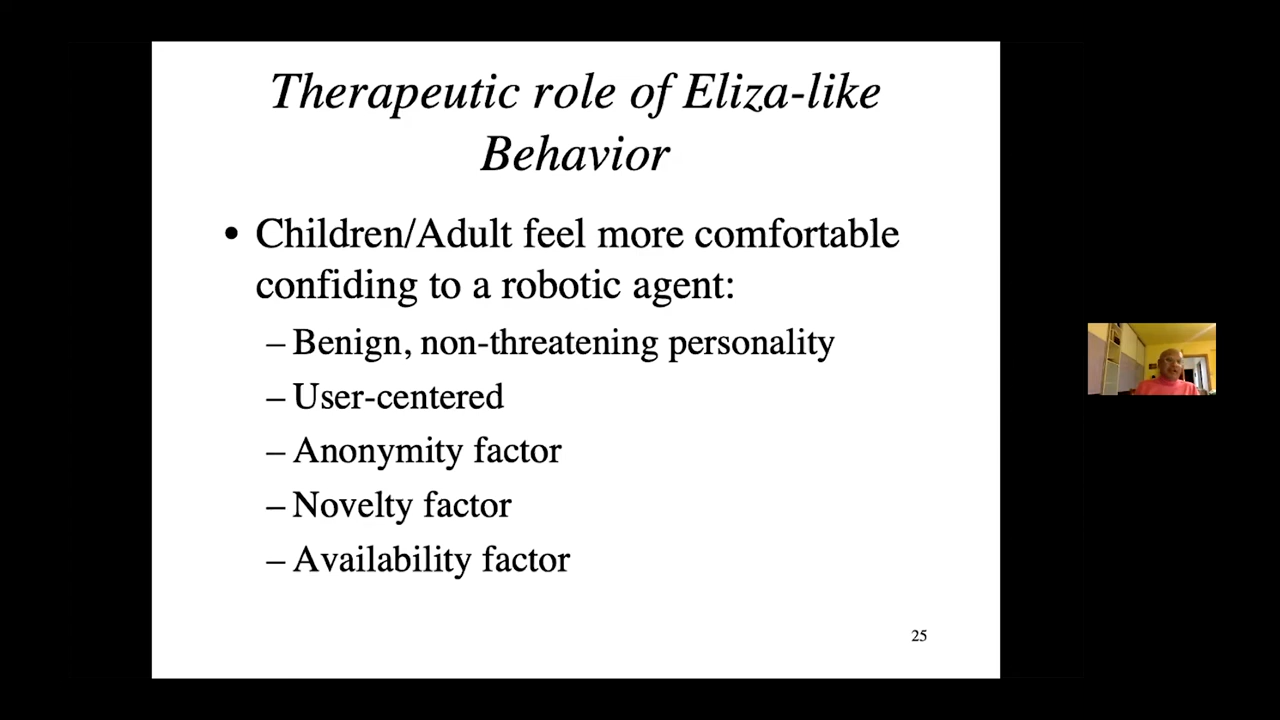 Therapeutic role of Eliza-like
Behavior
• Children/Adult feel more comfortable
confiding to a robotic agent:
– Benign, non-threatening personality
– User-centered
– Anonymity factor
– Novelty factor
– Availability factor
25